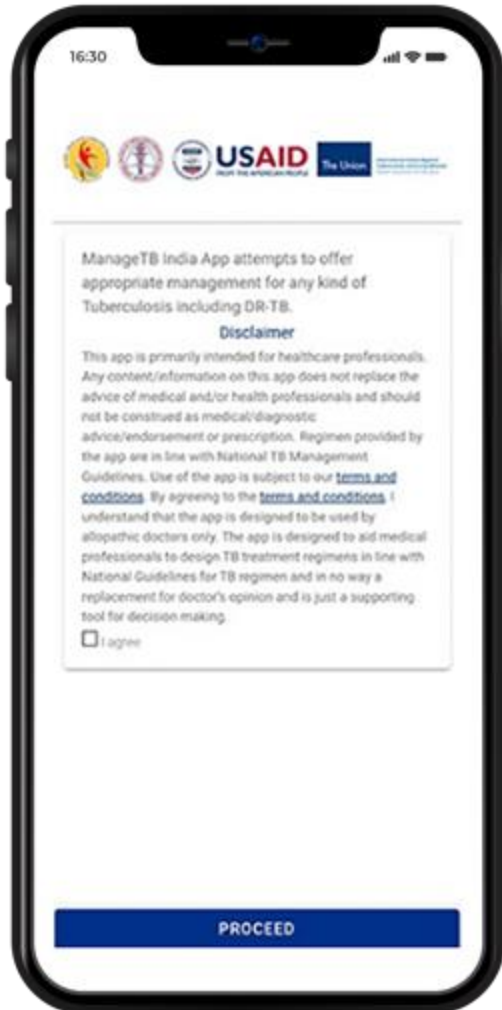 16:30
USAID
FROM THE AMERICAN PEOPLE
The Union
ManageTB India App attempts to offer
appropriate management for any kind of
Tuberculosis including DR-TB.
Disclaimer
This app is primarily intended for healthcare professionals.
Any content/information on this app does not replace the
advice of medical and/or health professionals and should
not be construed as medical/diagnostic
advice/endorsement or prescription. Regimen provided by
the app are in line with National TB Management
Guidelines. Use of the app is subject to our terms and
conditions. By agreeing to the terms and conditions, I
understand that the app is designed to be used by
allopathic doctors only. The app is designed to aid medical
professionals to design TB treatment regimens in line with
National Guidelines for TB regimen and in no way a
replacement for doctor's opinion and is just a supporting
tool for decision making.
I agree
PROCEED